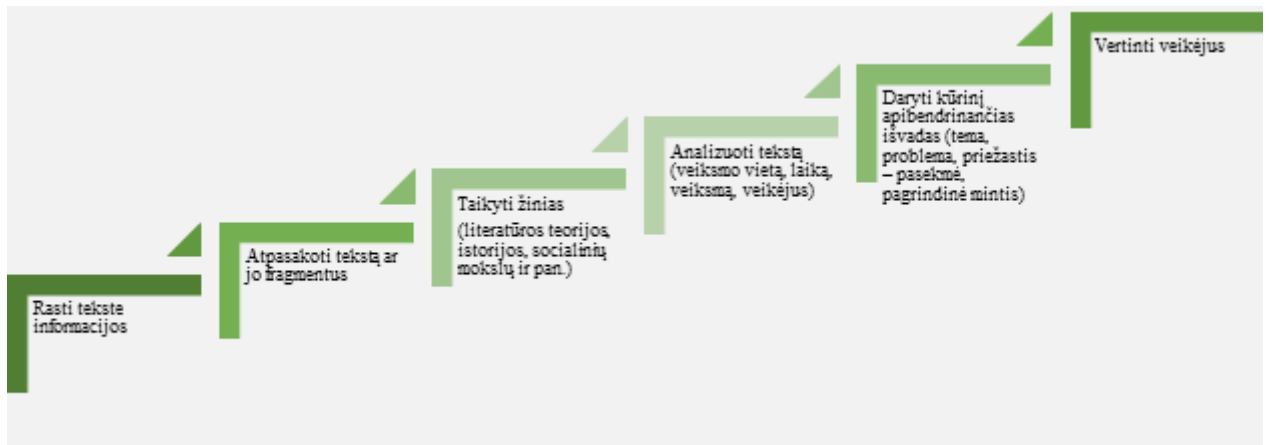 Rasti tekste
informacijos
Atpasakoti tekstą ar
jo fragmentus
Taikyti žinias
(literatūros teorijos,
istorijos, socialinių
mokslų ir pan.)
Analizuoti tekstą
(veiksmo vietą, laiką,
veiksmą, veikėjus)
Daryti kūrinį
apibendrinančias
išvadas (tema,
problema, priežastis
– pasekmė,
pagrindinė mintis)
Vertinti veikėjus